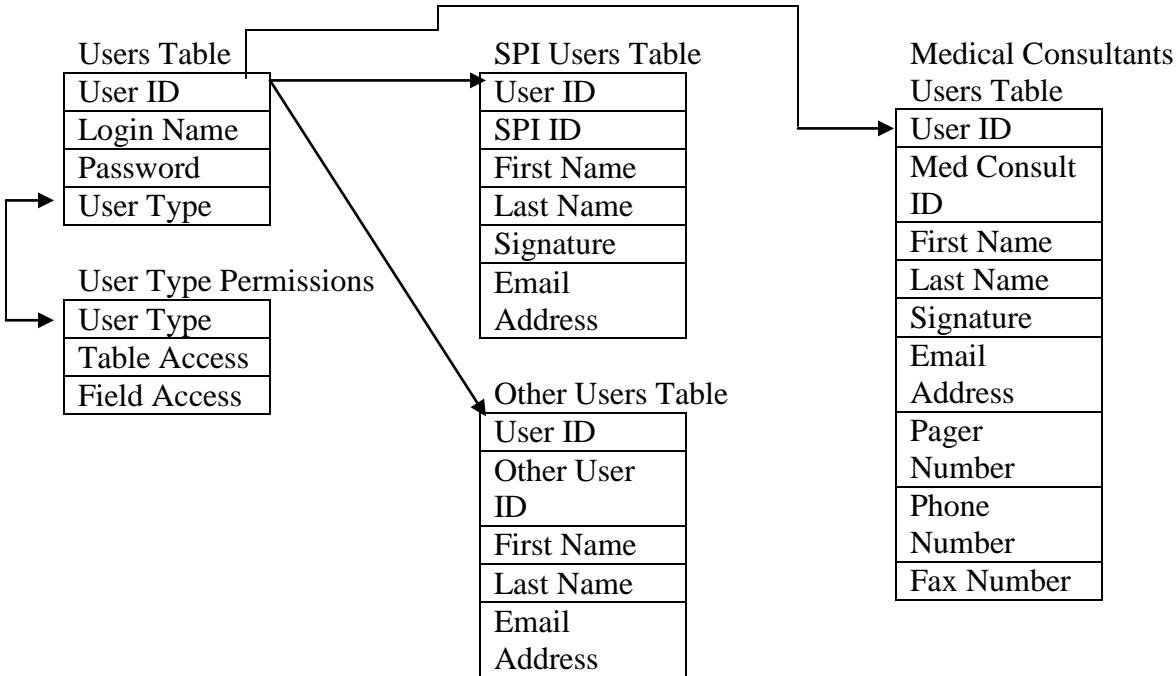 Users Table
User ID
Login Name
Password
User Type
User Type Permissions
User Type
Table Access
Field Access
SPI Users Table
User ID
SPI ID
First Name
Last Name
Signature
Email
Address
Other Users Table
User ID
Other User
ID
First Name
Last Name
Email
Address
Medical Consultants
Users Table
User ID
Med Consult
ID
First Name
Last Name
Signature
Email
Address
Pager
Number
Phone
Number
Fax Number